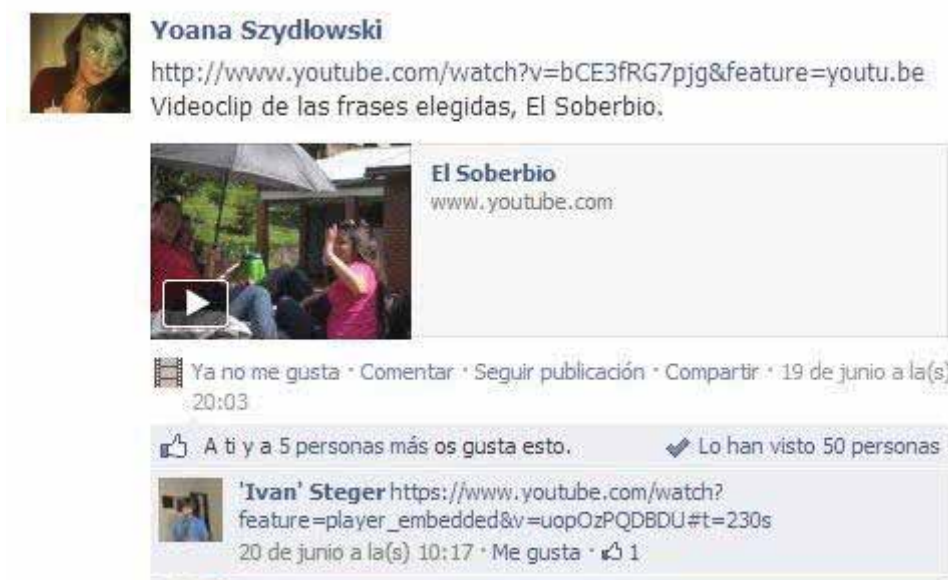 Yoana Szydlowski
http://www.youtube.com/watch?v=bCE3fRG7pjg&feature=youtu.be
Videoclip de las frases elegidas, El Soberbio.
El Soberbio
www.youtube.com
Ya no me gusta · Comentar · Seguir publicación · Compartir · 19 de junio a la(s)
20:03
A ti y a 5 personas más os gusta esto.
Lo han visto 50 personas
'Ivan' Steger https://www.youtube.com/watch?
feature=player_embedded&v=uopOzPQDBDU#t=230s
20 de junio a la(s) 10:17 · Me gusta · 1